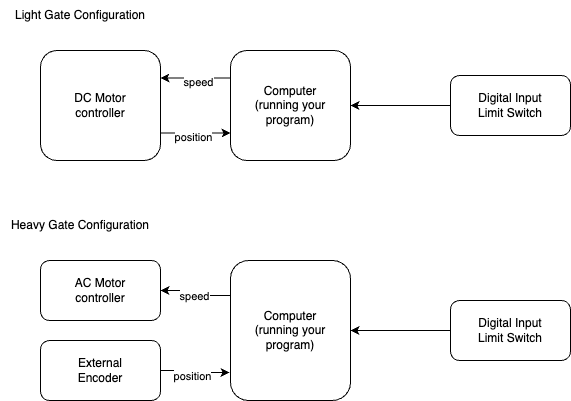 Light Gate Configuration
DC Motor
controller
speed
position
Computer
(running your
program)
Digital Input
Limit Switch
Heavy Gate Configuration
AC Motor
controller
speed
External
Encoder
position
Computer
(running your
program)
Digital Input
Limit Switch